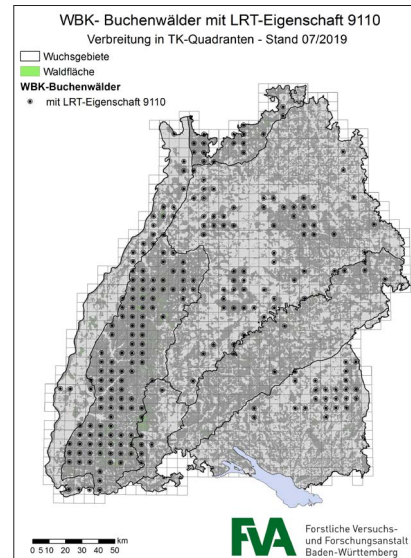 WBK- Buchenwälder mit LRT-Eigenschaft 9110
Verbreitung in TK-Quadranten - Stand 07/2019
Wuchsgebiete
Waldfläche
WBK-Buchenwälder
mit LRT-Eigenschaft 9110
km
0 5 10 20 30 40 50
FVA
Forstliche Versuchs-
und Forschungsanstalt
Baden-Württemberg